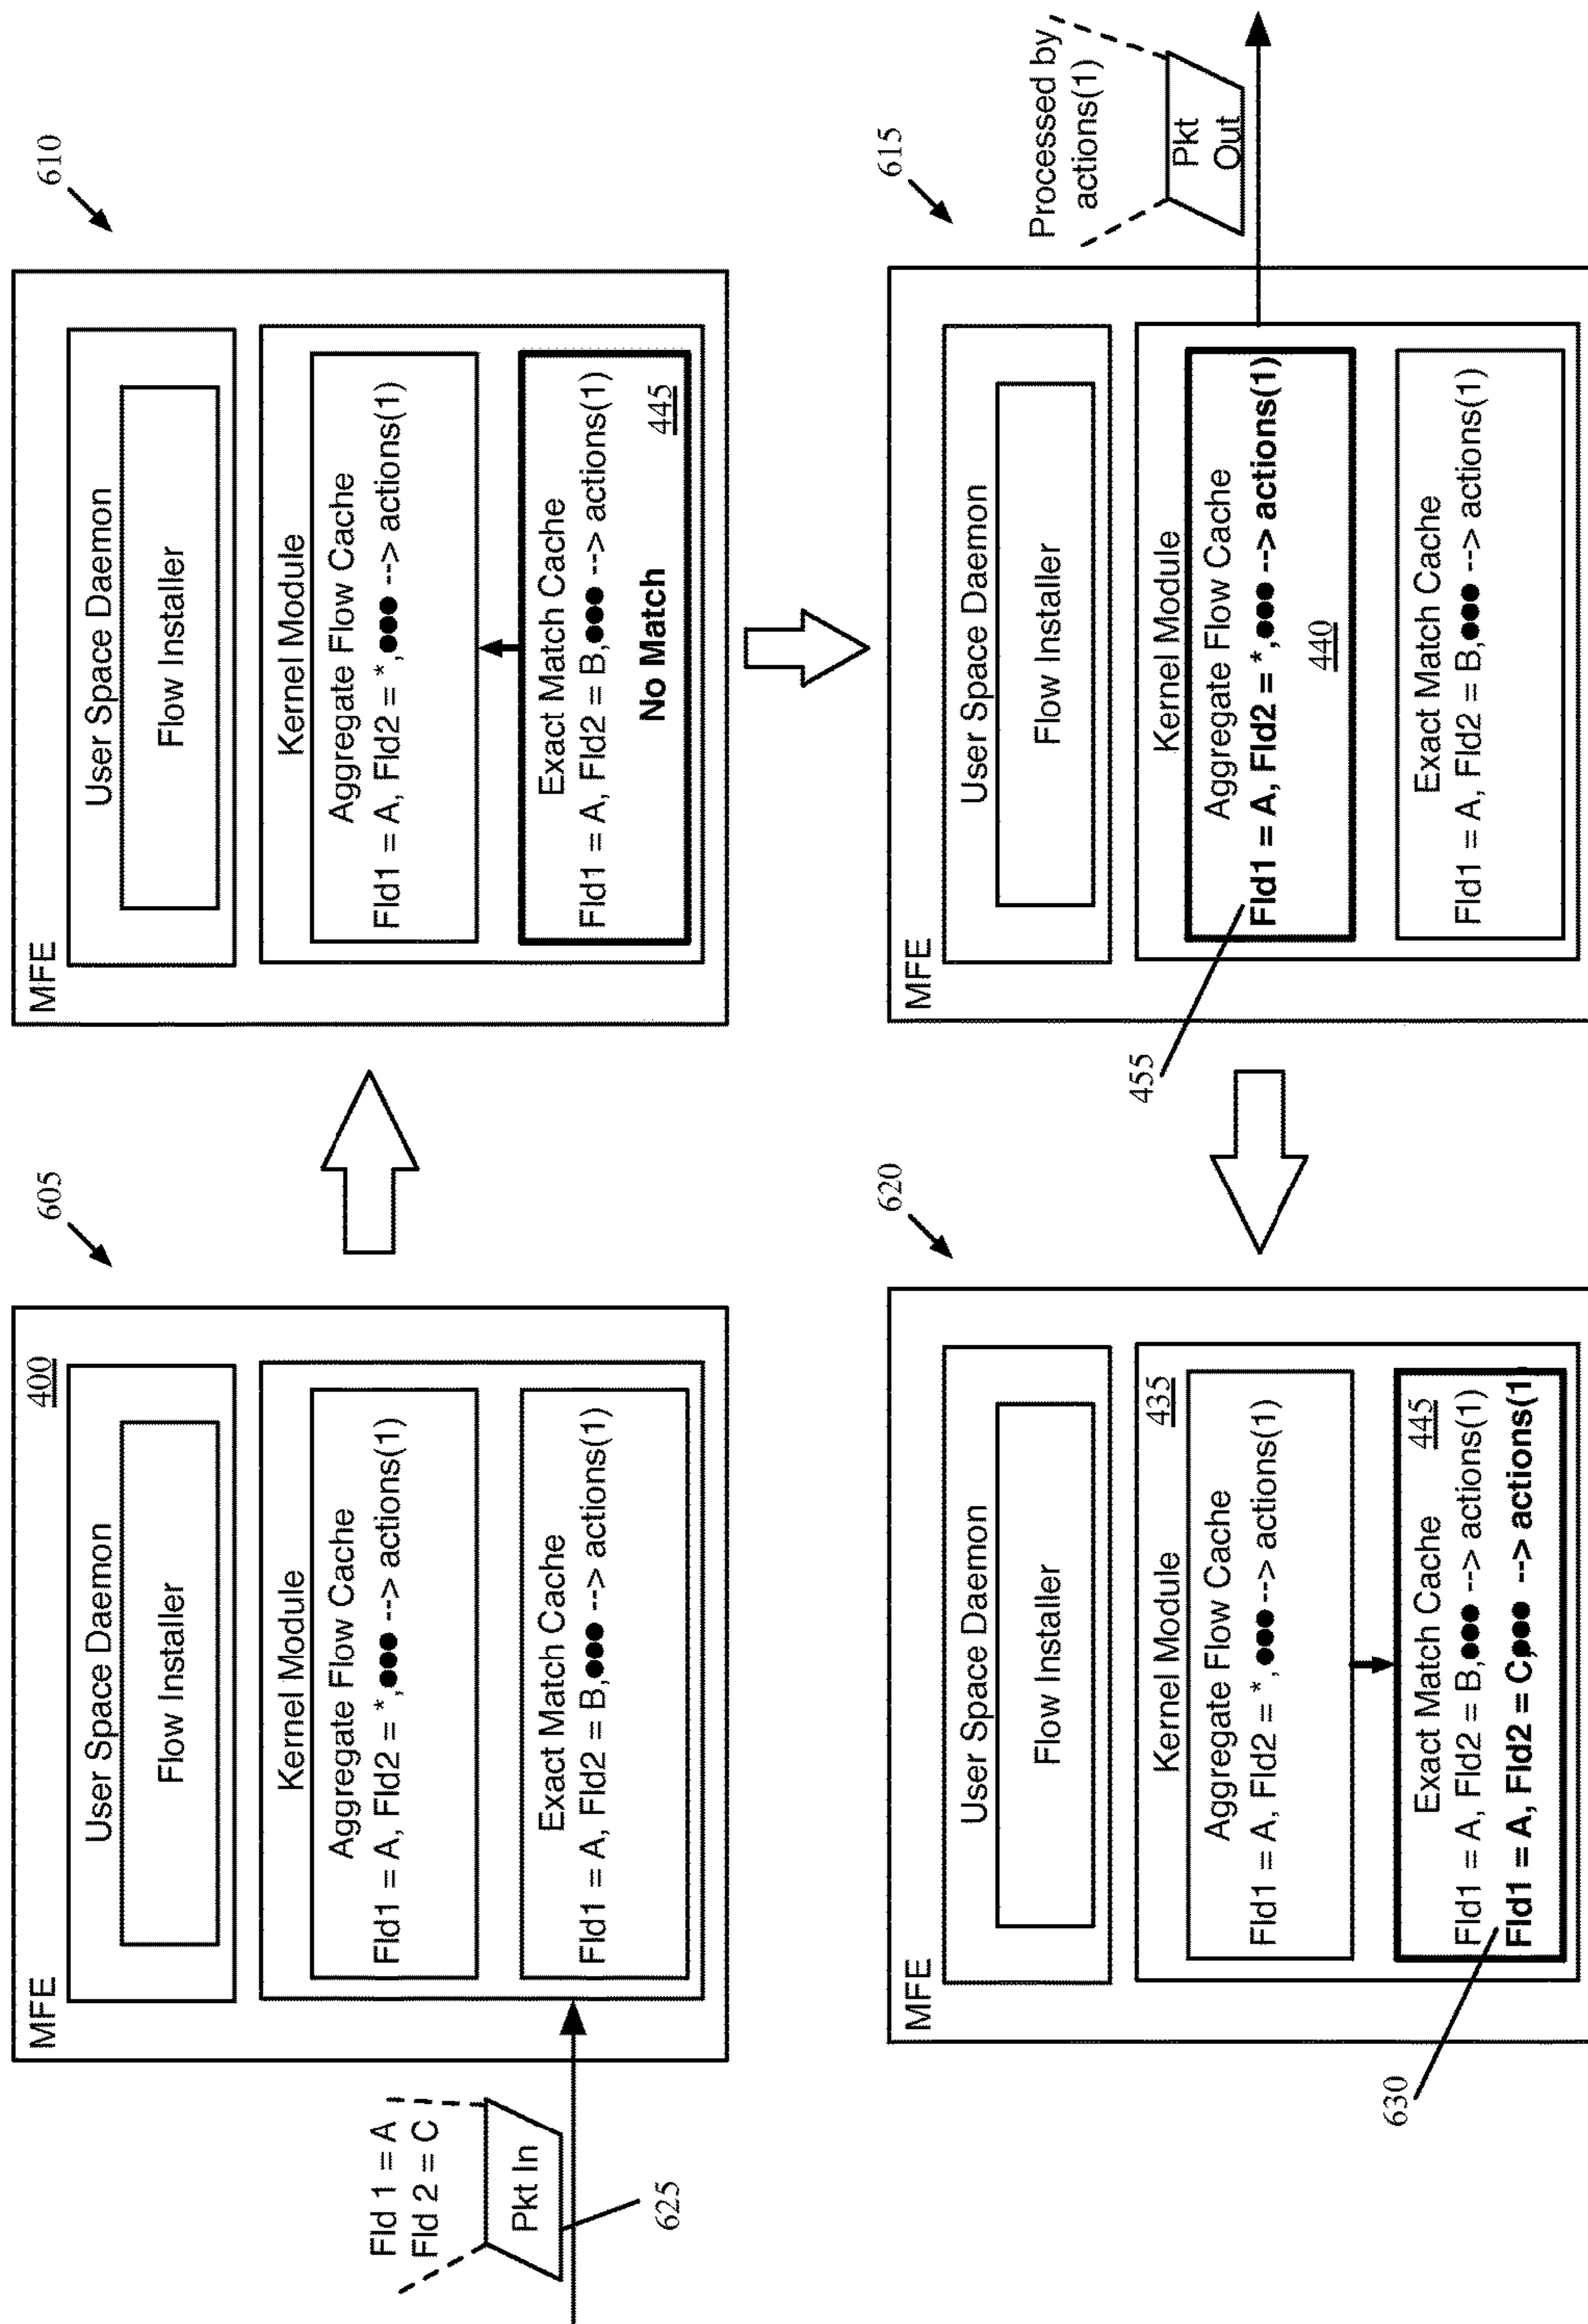 605
Fld 1 = A
Fld 2 = C
Pkt In
625
MFE
400
User Space Daemon
Flow Installer
Kernel Module
Aggregate Flow Cache
Fld1 = A, Fld2 = *,●●● --> actions(1)
Exact Match Cache
Fld1 = A, Fld2 = B,●●● --> actions(1)
610
MFE
User Space Daemon
Flow Installer
Kernel Module
Aggregate Flow Cache
Fld1 = A, Fld2 = *,●●● --> actions(1)
Exact Match Cache
Fld1 = A, Fld2 = B,●●● --> actions(1)
No Match
445
620
MFE
User Space Daemon
Flow Installer
Kernel Module
435
Aggregate Flow Cache
Fld1 = A, Fld2 = *,●●● --> actions(1)
Exact Match Cache
445
Fld1 = A, Fld2 = B,●●● --> actions(1)
Fld1 = A, Fld2 = C,●●● --> actions(1)
630
615
MFE
User Space Daemon
Flow Installer
Kernel Module
Aggregate Flow Cache
Fld1 = A, Fld2 = *,●●● --> actions(1)
440
455
Exact Match Cache
Fld1 = A, Fld2 = B,●●● --> actions(1)
Processed by
actions(1)
Pkt
Out